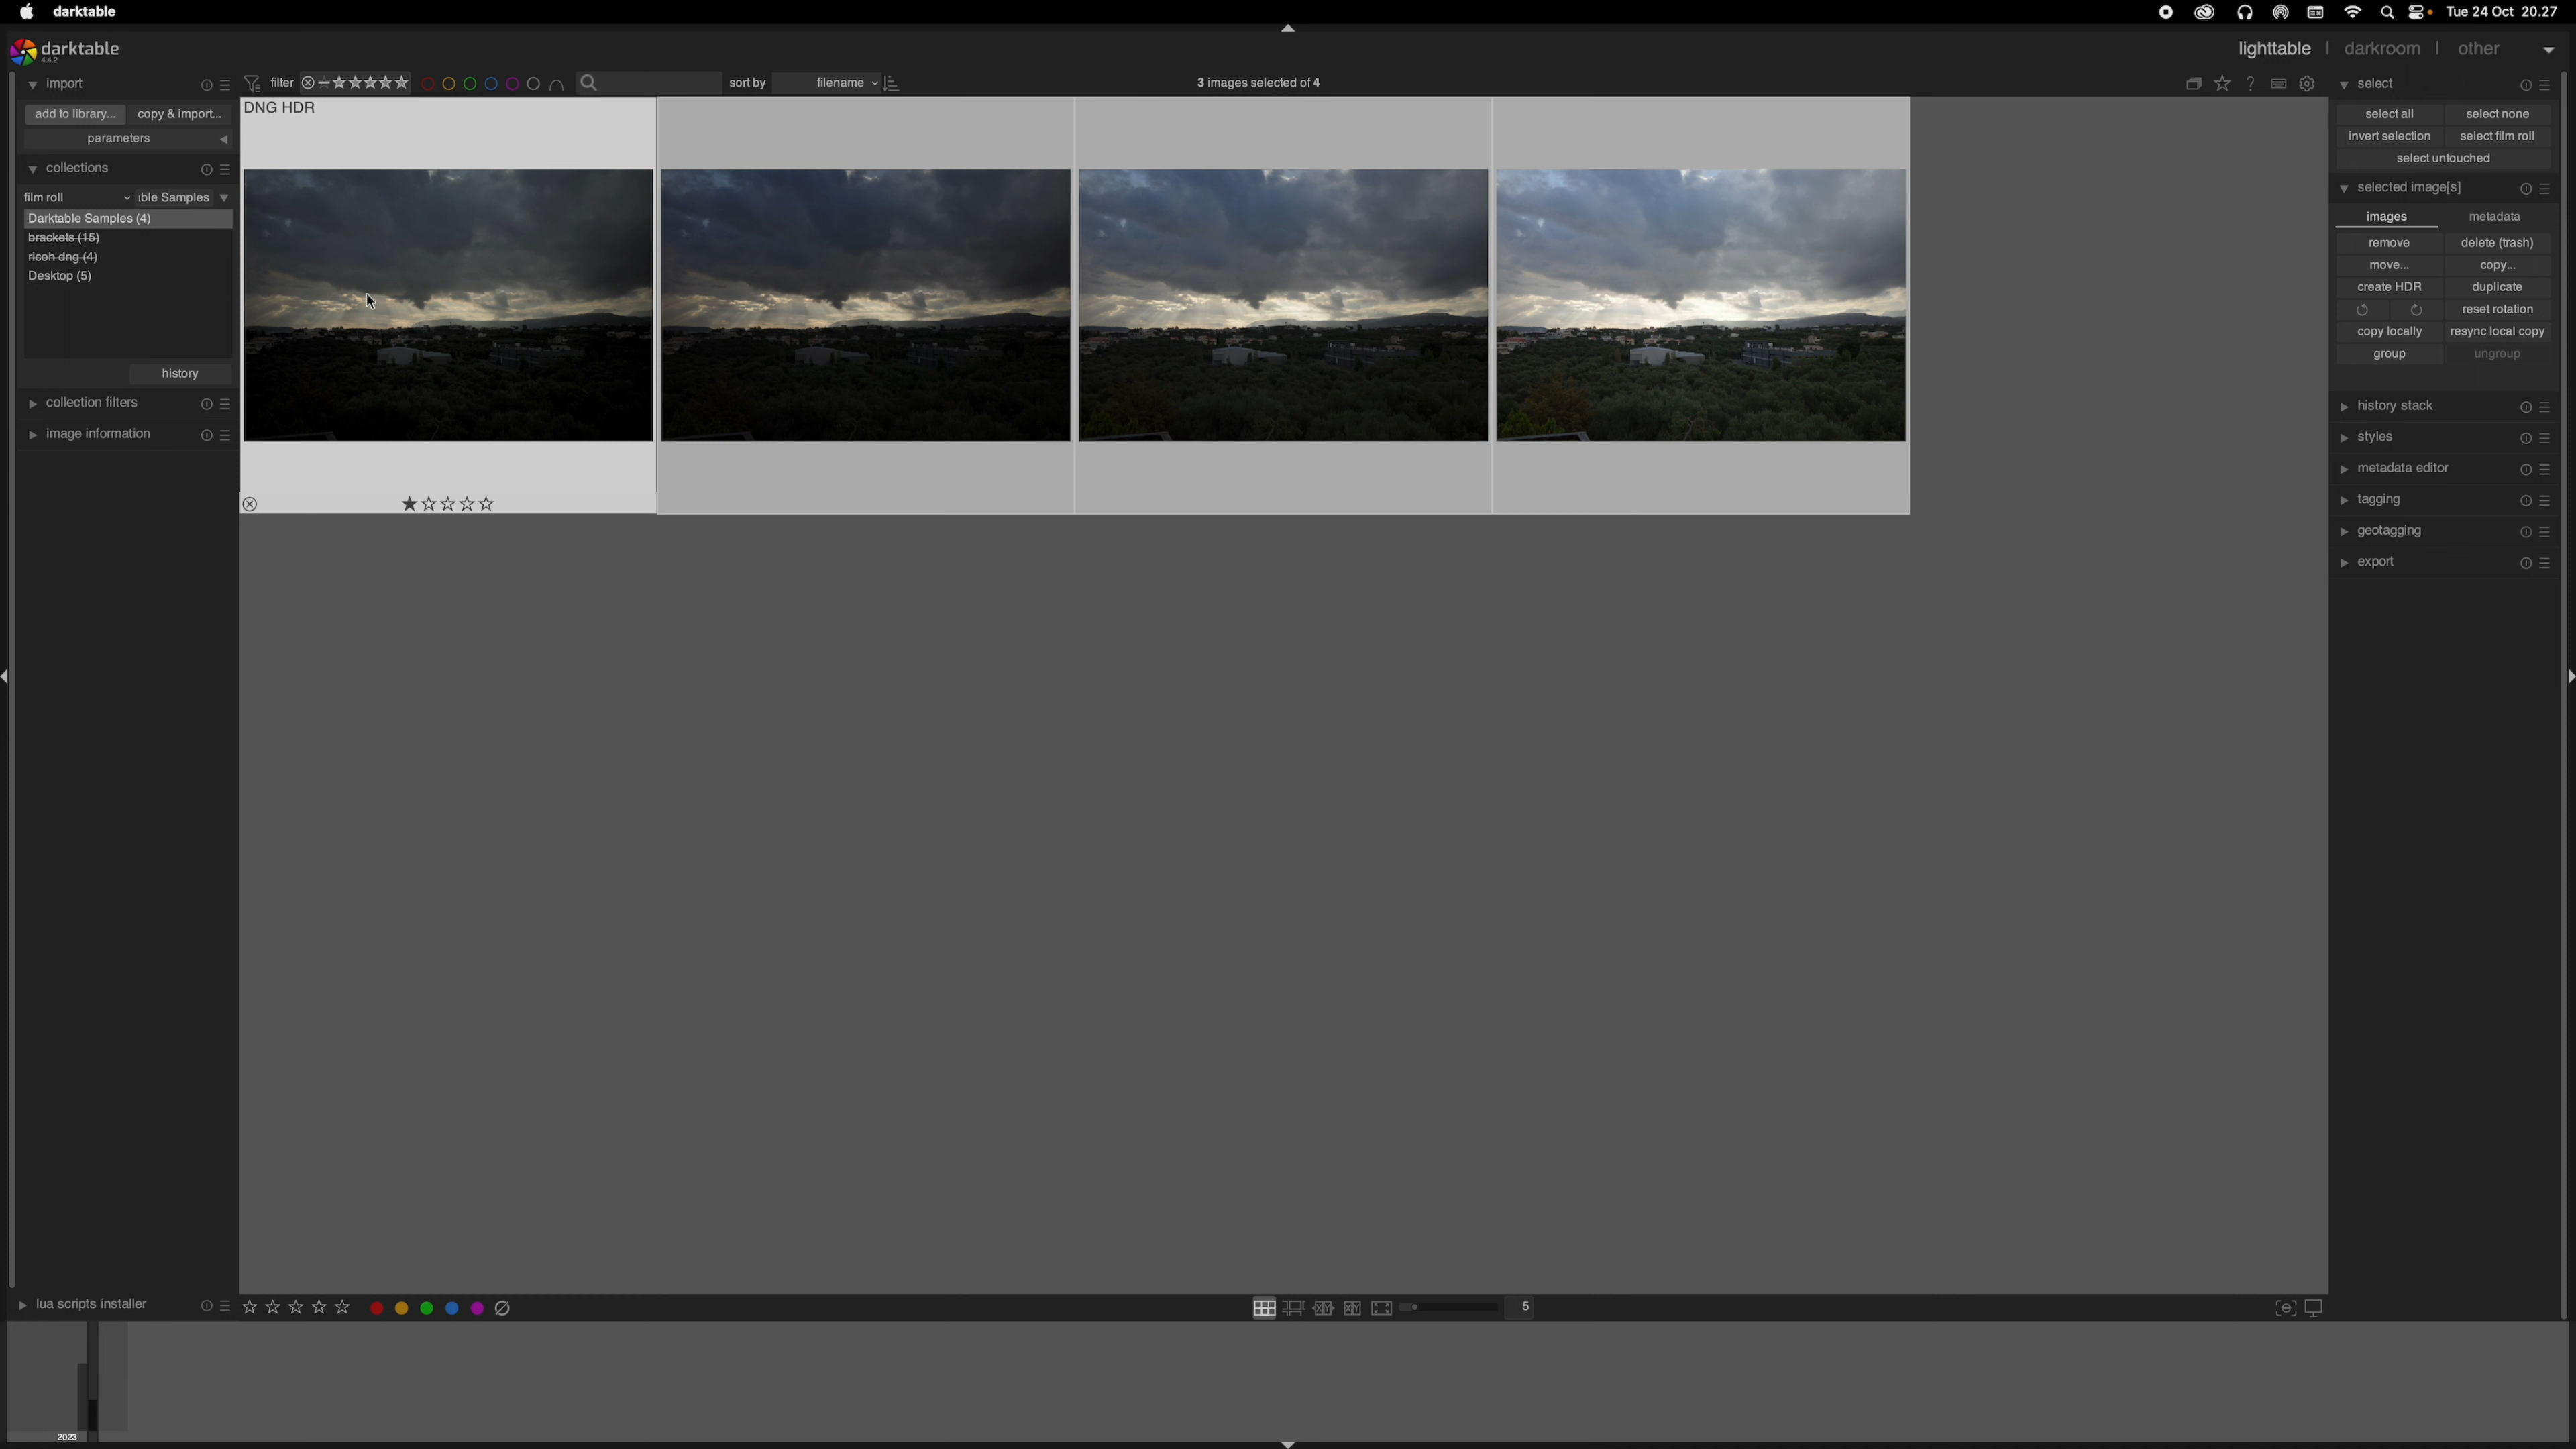 darktable
Tue 24 Oct 20.27
darktable
4.4.2
lighttable | darkroom | other
import
filter
sort by filename
3 images selected of 4
select
add to library... copy & import...
parameters
collections
film roll
ble Samples
Darktable Samples (4)
brackets (15)
ricoh dng (4)
Desktop (5)
history
collection filters
image information
DNG HDR
select all select none
invert selection select film roll
select untouched
selected image[s]
images metadata
remove delete (trash)
move... copy...
create HDR duplicate
reset rotation
copy locally resync local copy
group ungroup
history stack
styles
metadata editor
tagging
geotagging
export
lua scripts installer
5
2023